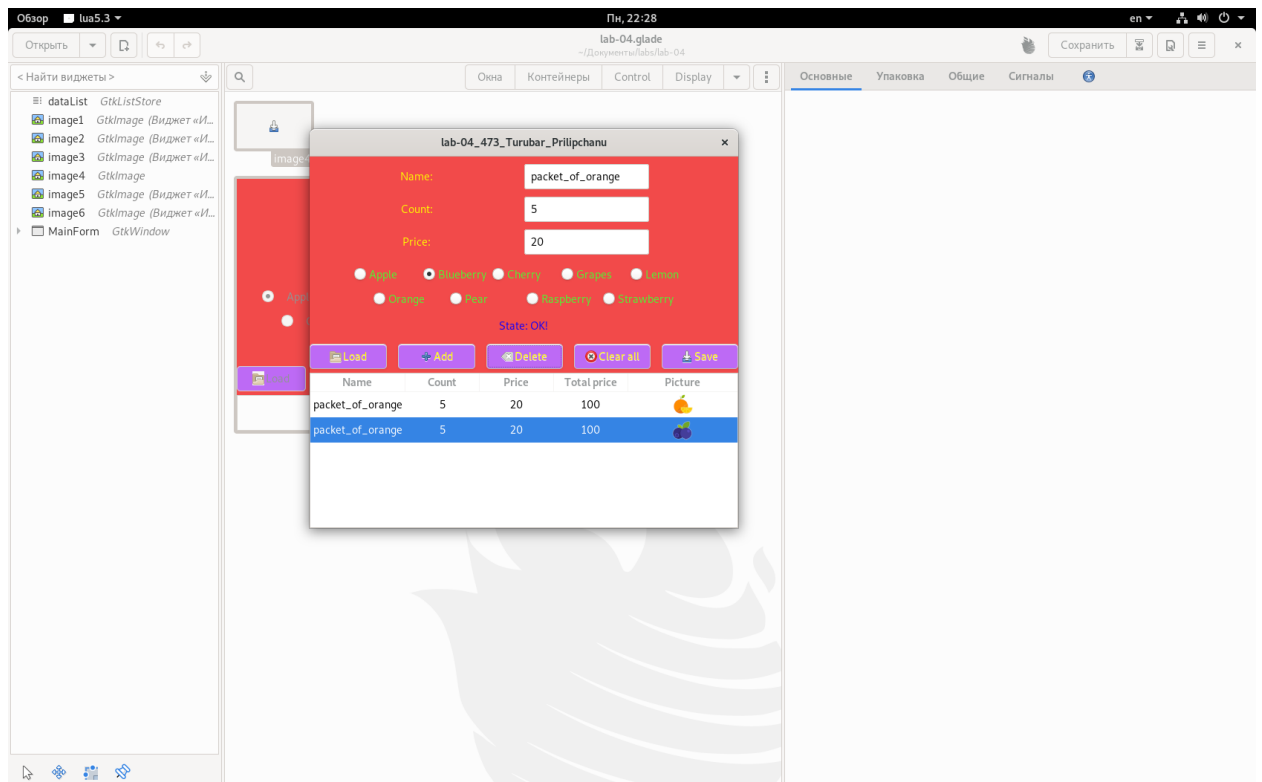 Обзор lua5.3 Пн, 22:28 en
Открыть lab-04.glade Сохранить
~/Документы/labs/lab-04
< Найти виджеты > Окна Контейнеры Control Display Основные Упаковка Общие Сигналы
dataList GtkListStore
image1 GtkImage (Виджет «И...
image2 GtkImage (Виджет «И...
image3 GtkImage (Виджет «И...
image4 GtkImage
image5 GtkImage (Виджет «И...
image6 GtkImage (Виджет «И...
MainForm GtkWindow
image4
lab-04_473_Turubar_Prilipchanu
Name: packet_of_orange
Count: 5
Price: 20
Apple Blueberry Cherry Grapes Lemon
Orange Pear Raspberry Strawberry
State: OK!
Load Add Delete Clear all Save
Name Count Price Total price Picture
packet_of_orange 5 20 100
packet_of_orange 5 20 100